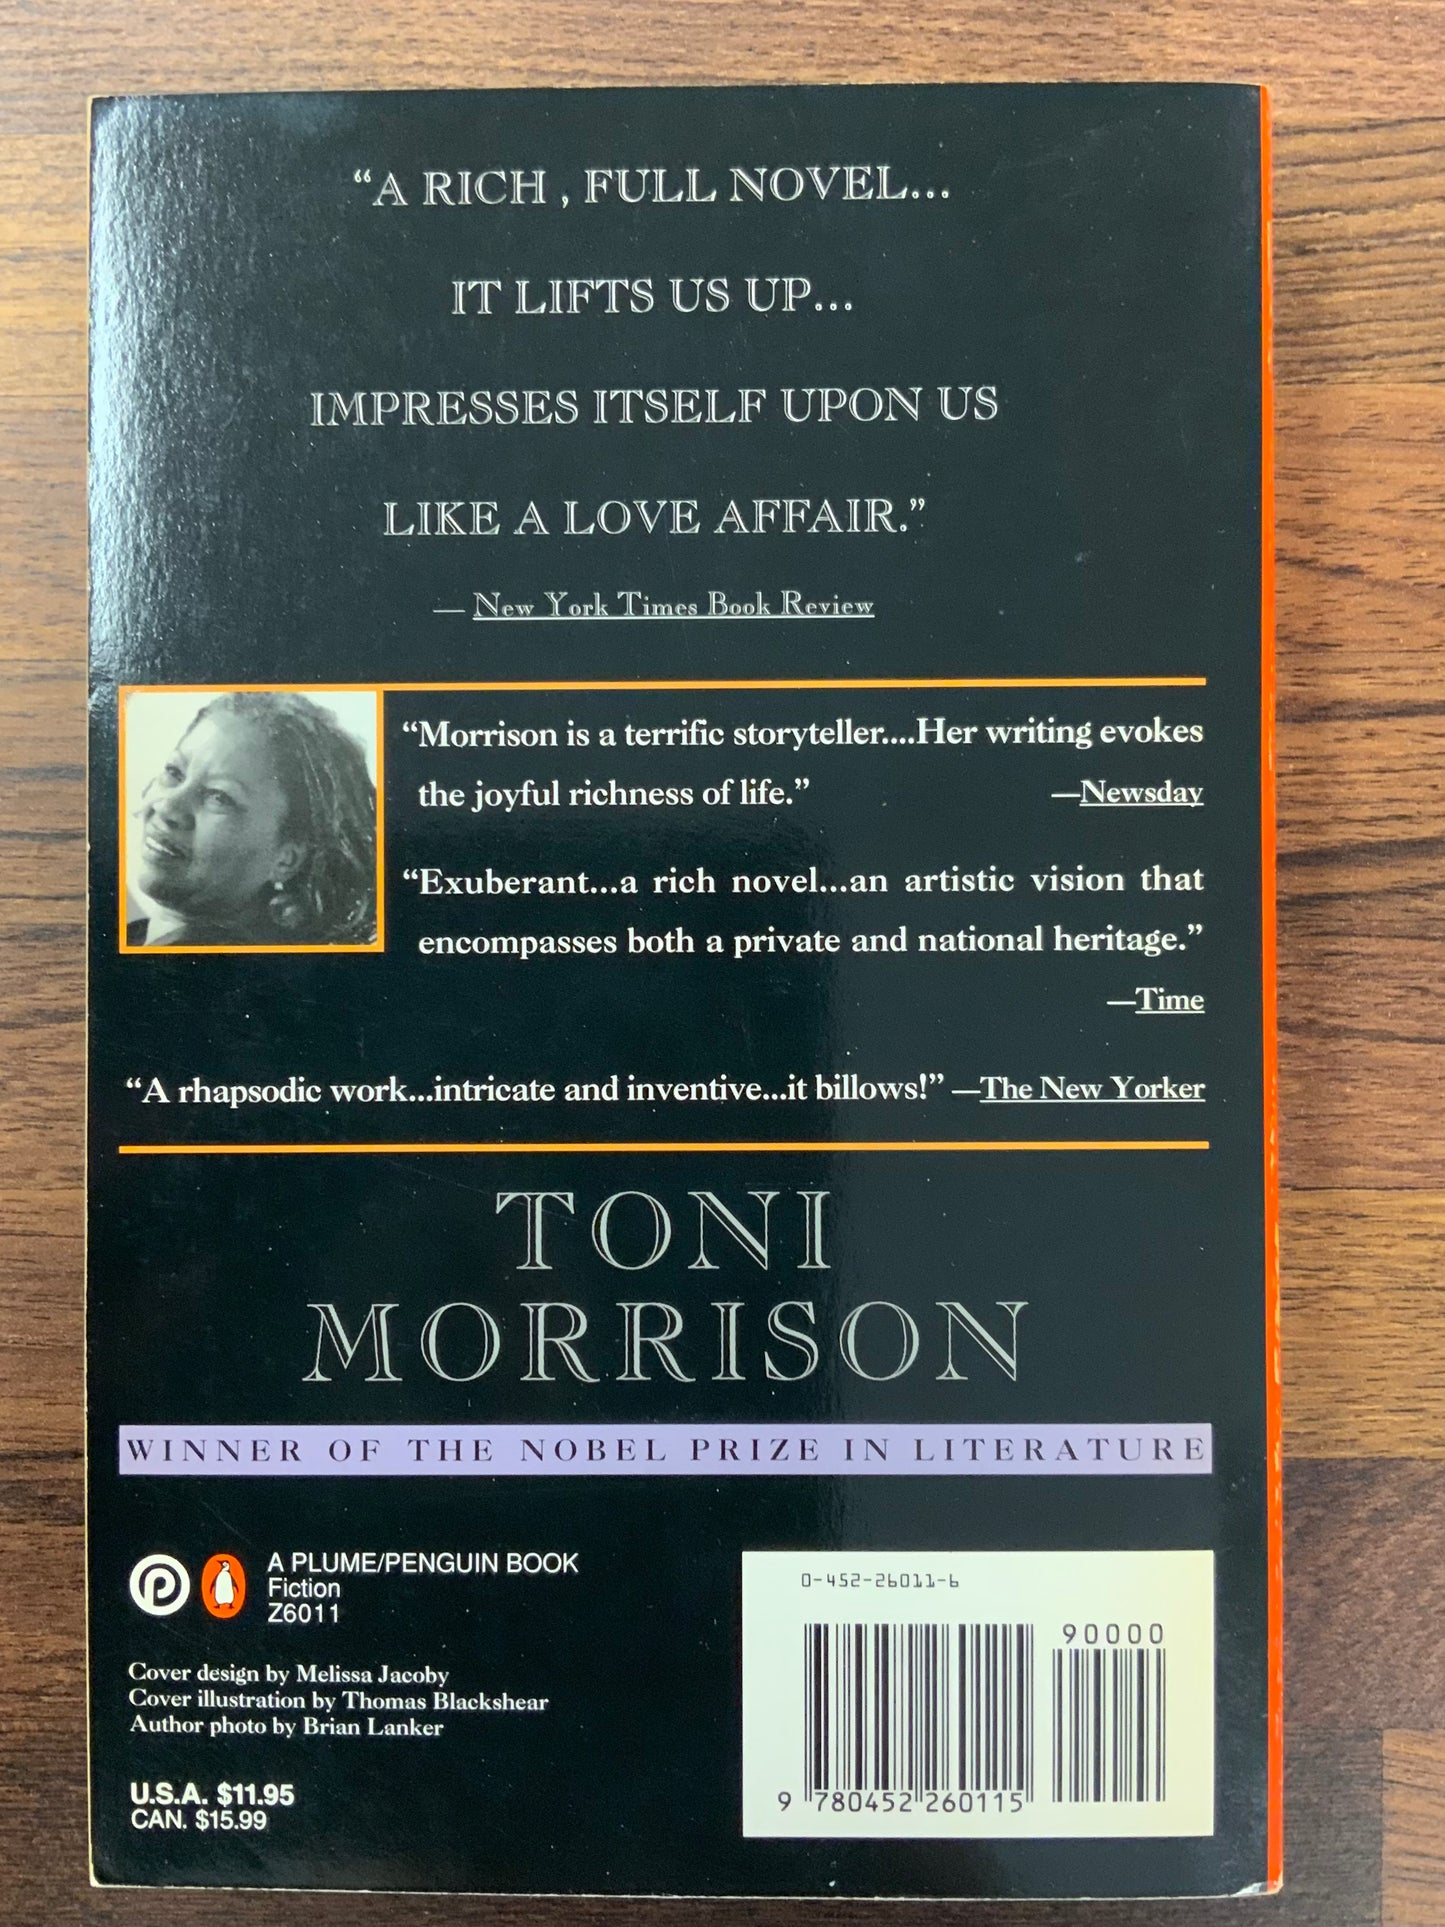 “A RICH , FULL NOVEL...
IT LIFTS US UP...
IMPRESSES ITSELF UPON US
LIKE A LOVE AFFAIR.”
— New York Times Book Review
“Morrison is a terrific storyteller....Her writing evokes
the joyful richness of life.” —Newsday
“Exuberant...a rich novel...an artistic vision that
encompasses both a private and national heritage.”
—Time
“A rhapsodic work...intricate and inventive...it billows!” —The New Yorker
TONI
MORRISON
WINNER OF THE NOBEL PRIZE IN LITERATURE
A PLUME/PENGUIN BOOK
Fiction
Z6011
Cover design by Melissa Jacoby
Cover illustration by Thomas Blackshear
Author photo by Brian Lanker
U.S.A. $11.95
CAN. $15.99
0-452-26011-6
90000
9 780452 260115